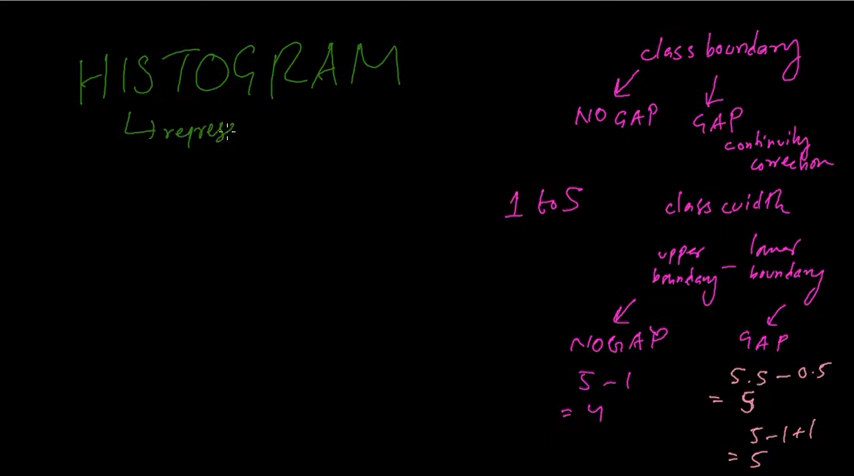 HISTOGRAM
↳ repres
class boundary
NO GAP GAP
continuity
correction
1 to 5 class width
upper boundary - lower boundary
NO GAP GAP
5 - 1
= 4
5.5 - 0.5
= 5
5 - 1 + 1
= 5